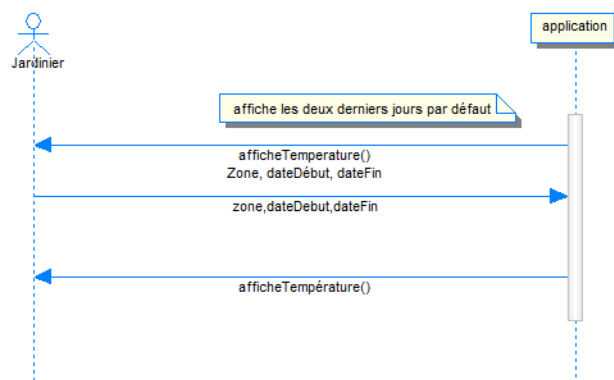 application
Jardinier
affiche les deux derniers jours par défaut
afficheTemperature()
Zone, dateDébut, dateFin
zone,dateDebut,dateFin
afficheTempérature()